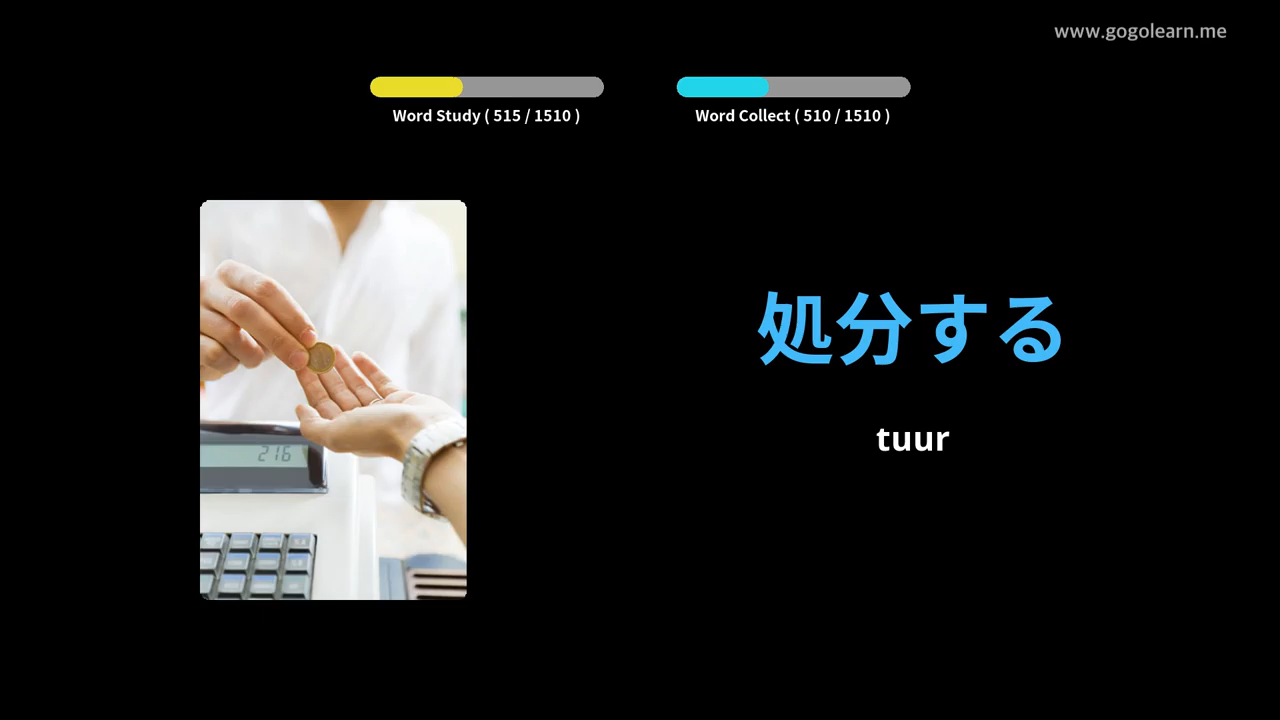 www.gogolearn.me
Word Study ( 515 / 1510 )
Word Collect ( 510 / 1510 )
処分する
tuur
216